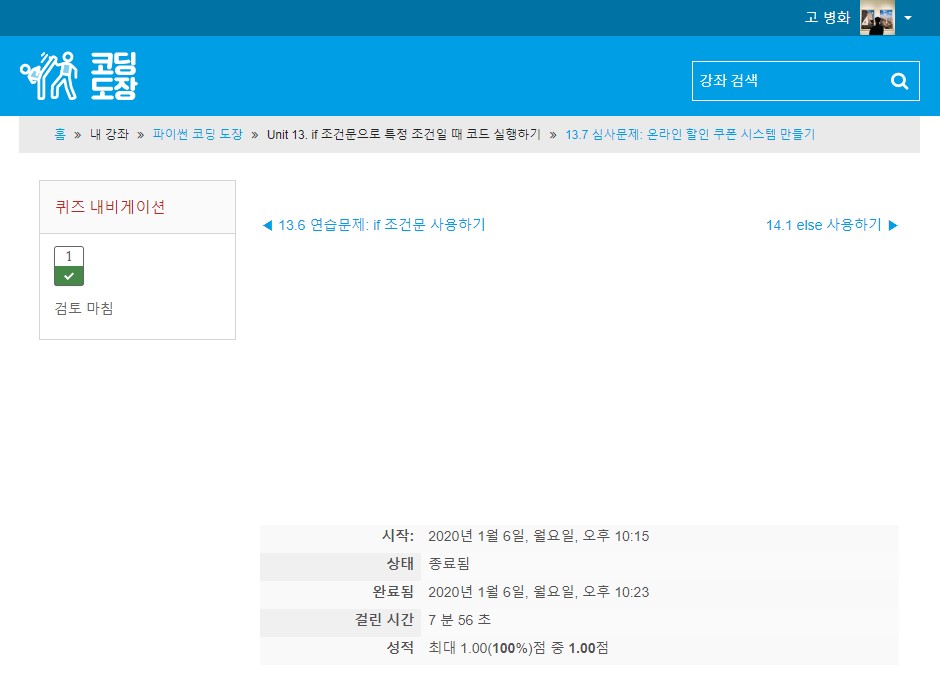 고 병화
코딩
도장
강좌 검색
홈 » 내 강좌 » 파이썬 코딩 도장 » Unit 13. if 조건문으로 특정 조건일 때 코드 실행하기 » 13.7 심사문제: 온라인 할인 쿠폰 시스템 만들기
퀴즈 내비게이션
◀ 13.6 연습문제: if 조건문 사용하기
14.1 else 사용하기 ▶
1
검토 마침
시작: 2020년 1월 6일, 월요일, 오후 10:15
상태 종료됨
완료됨 2020년 1월 6일, 월요일, 오후 10:23
걸린 시간 7 분 56 초
성적 최대 1.00(100%)점 중 1.00점